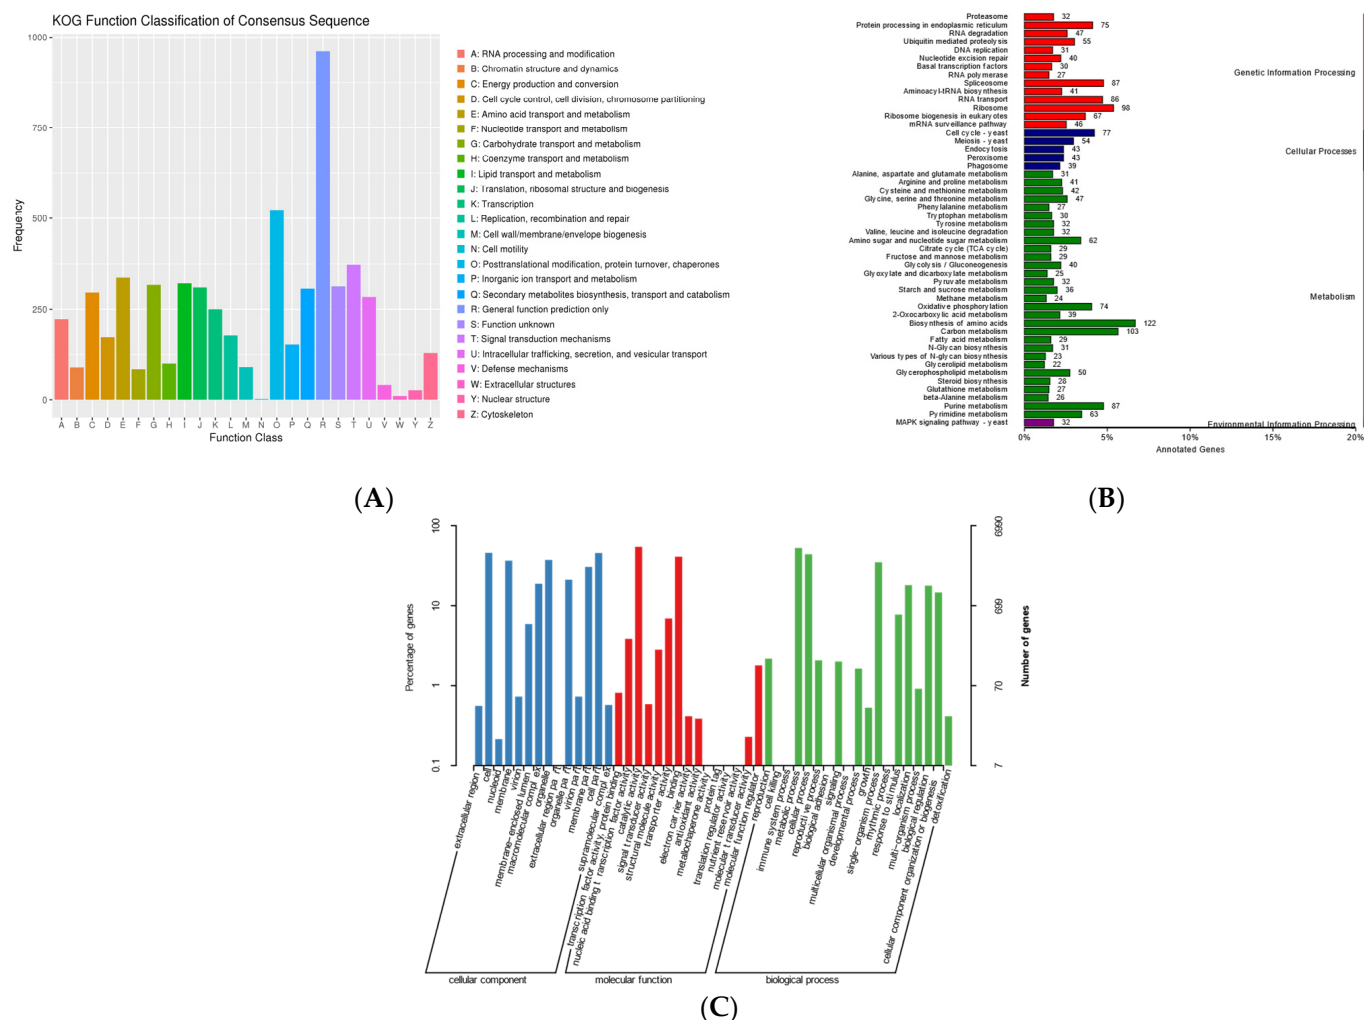 KOG Function Classification of Consensus Sequence
1000
750
500
250
0
Frequency
A B C D E F G H I J K L M N O P Q R S T U V W Y Z
Function Class
A: RNA processing and modification
B: Chromatin structure and dynamics
C: Energy production and conversion
D: Cell cycle control, cell division, chromosome partitioning
E: Amino acid transport and metabolism
F: Nucleotide transport and metabolism
G: Carbohydrate transport and metabolism
H: Coenzyme transport and metabolism
I: Lipid transport and metabolism
J: Translation, ribosomal structure and biogenesis
K: Transcription
L: Replication, recombination and repair
M: Cell wall/membrane/envelope biogenesis
N: Cell motility
O: Posttranslational modification, protein turnover, chaperones
P: Inorganic ion transport and metabolism
Q: Secondary metabolites biosynthesis, transport and catabolism
R: General function prediction only
S: Function unknown
T: Signal transduction mechanisms
U: Intracellular trafficking, secretion, and vesicular transport
V: Defense mechanisms
W: Extracellular structures
Y: Nuclear structure
Z: Cytoskeleton
(A)
Proteasome 32
Protein processing in endoplasmic reticulum 75
RNA degradation 47
Ubiquitin mediated proteolysis 55
DNA replication 31
Nucleotide excision repair 40
Basal transcription factors 30
RNA polymerase 27
Spliceosome 87
Aminoacyl-tRNA biosynthesis 41
RNA transport 86
Ribosome 98
Ribosome biogenesis in eukaryotes 67
mRNA surveillance pathway 46
Cell cycle - yeast 77
Meiosis - yeast 54
Endocytosis 43
Peroxisome 43
Phagosome 39
Alanine, aspartate and glutamate metabolism 31
Arginine and proline metabolism 41
Cysteine and methionine metabolism 42
Glycine, serine and threonine metabolism 47
Phenylalanine metabolism 27
Tryptophan metabolism 30
Tyrosine metabolism 32
Valine, leucine and isoleucine degradation 32
Amino sugar and nucleotide sugar metabolism 62
Citrate cycle (TCA cycle) 29
Fructose and mannose metabolism 29
Glycolysis / Gluconeogenesis 40
Glyoxylate and dicarboxylate metabolism 25
Pyruvate metabolism 32
Starch and sucrose metabolism 36
Methane metabolism 24
Oxidative phosphorylation 74
2-Oxocarboxylic acid metabolism 39
Biosynthesis of amino acids 122
Carbon metabolism 103
Fatty acid metabolism 29
N-Glycan biosynthesis 31
Various types of N-glycan biosynthesis 23
Glycerolipid metabolism 22
Glycerophospholipid metabolism 50
Steroid biosynthesis 28
Glutathione metabolism 27
beta-Alanine metabolism 26
Purine metabolism 87
Pyrimidine metabolism 63
MAPK signaling pathway - yeast 32
Genetic Information Processing
Cellular Processes
Metabolism
Environmental Information Processing
0% 5% 10% 15% 20%
Annotated Genes
(B)
Percentage of genes
100
10
1
0.1
Number of genes
6990
699
70
7
extracellular region
cell
nucleoid
membrane
virion
membrane-enclosed lumen
macromolecular complex
organelle
extracellular region part
organelle part
virion part
membrane part
cell part
supramolecular complex
transcription factor activity, protein binding
nucleic acid binding transcription factor activity
catalytic activity
signal transducer activity
structural molecule activity
transporter activity
binding
electron carrier activity
antioxidant activity
metallochaperone activity
protein tag
translation regulator activity
nutrient reservoir activity
molecular transducer activity
molecular function regulator
reproduction
cell killing
immune system process
metabolic process
cellular process
reproductive process
biological adhesion
signaling
multicellular organismal process
developmental process
growth
single-organism process
rhythmic process
response to stimulus
localization
multi-organism process
biological regulation
cellular component organization or biogenesis
detoxification
cellular component
molecular function
biological process
(C)